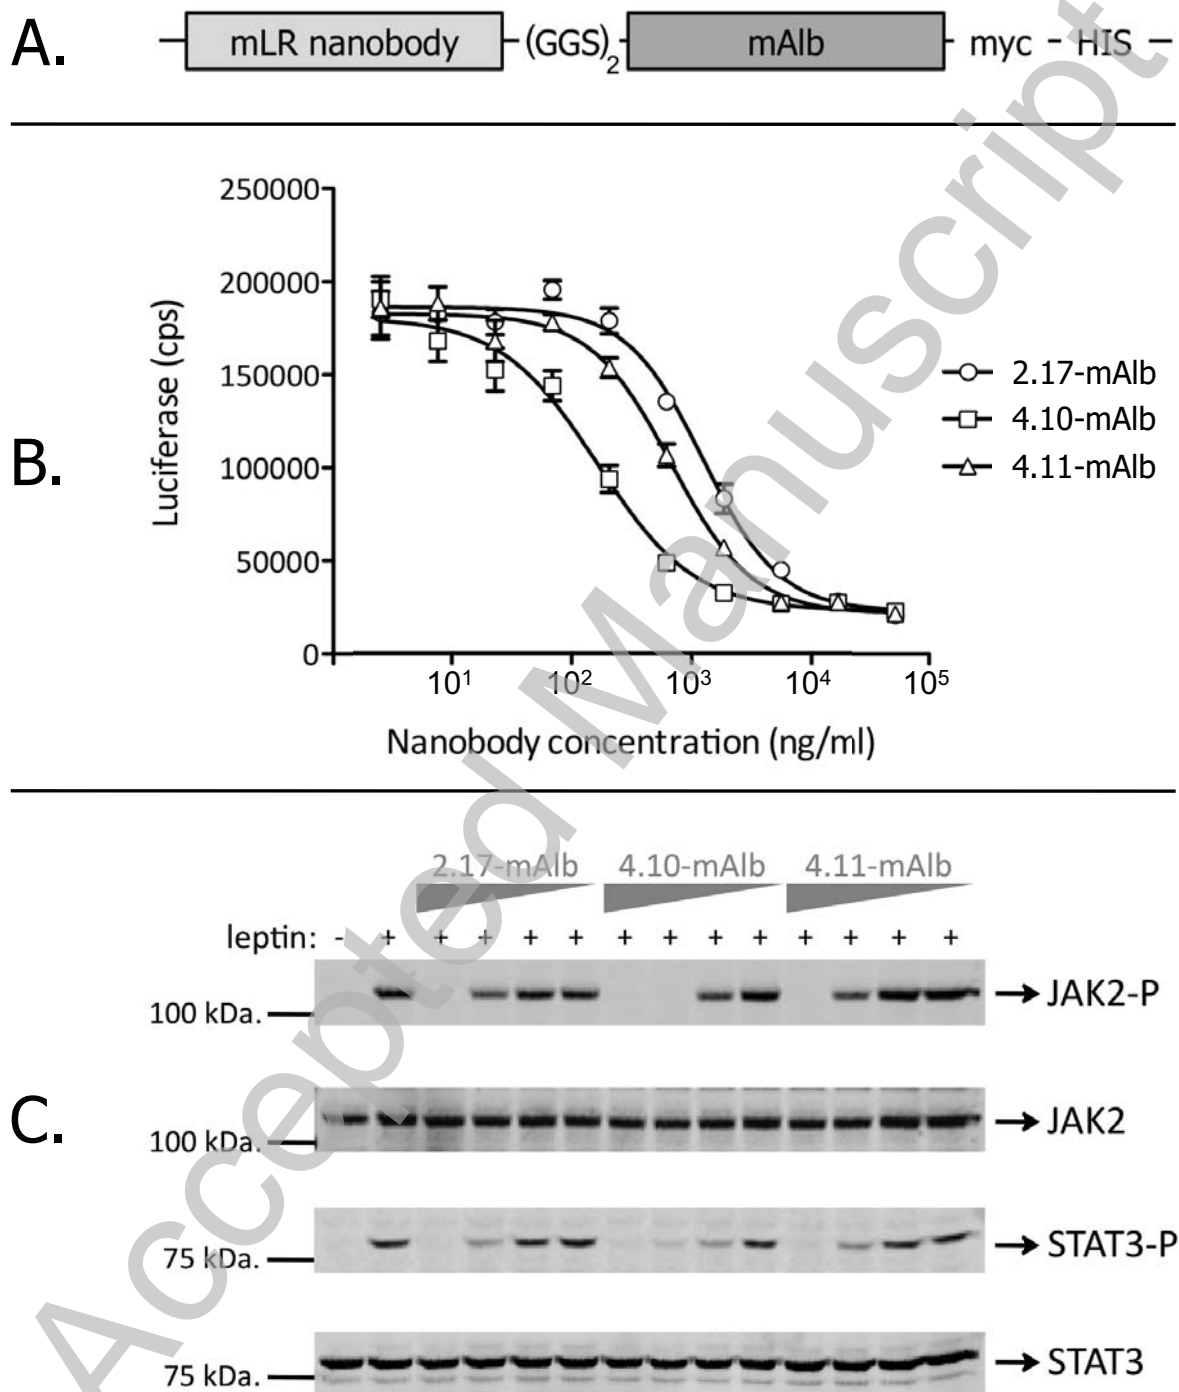 A.
mLR nanobody (GGS)2 mAlb myc - HIS
B.
Luciferase (cps)
250000
200000
150000
100000
50000
0
10¹ 10² 10³ 10⁴ 10⁵
Nanobody concentration (ng/ml)
2.17-mAlb
4.10-mAlb
4.11-mAlb
C.
2.17-mAlb 4.10-mAlb 4.11-mAlb
leptin: - + + + + + + + + + + + + +
100 kDa. JAK2-P
100 kDa. JAK2
75 kDa. STAT3-P
75 kDa. STAT3
Accepted Manuscript